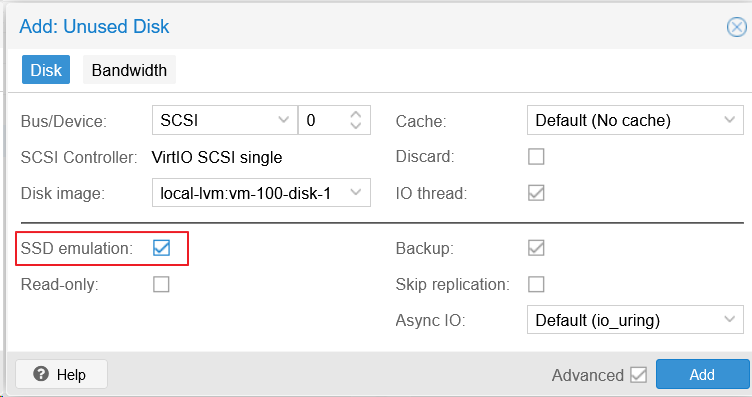 Add: Unused Disk
Disk Bandwidth
Bus/Device: SCSI 0 Cache: Default (No cache)
SCSI Controller: VirtIO SCSI single Discard:
Disk image: local-lvm:vm-100-disk-1 IO thread:
SSD emulation: Backup:
Read-only: Skip replication:
Async IO: Default (io_uring)
? Help Advanced Add